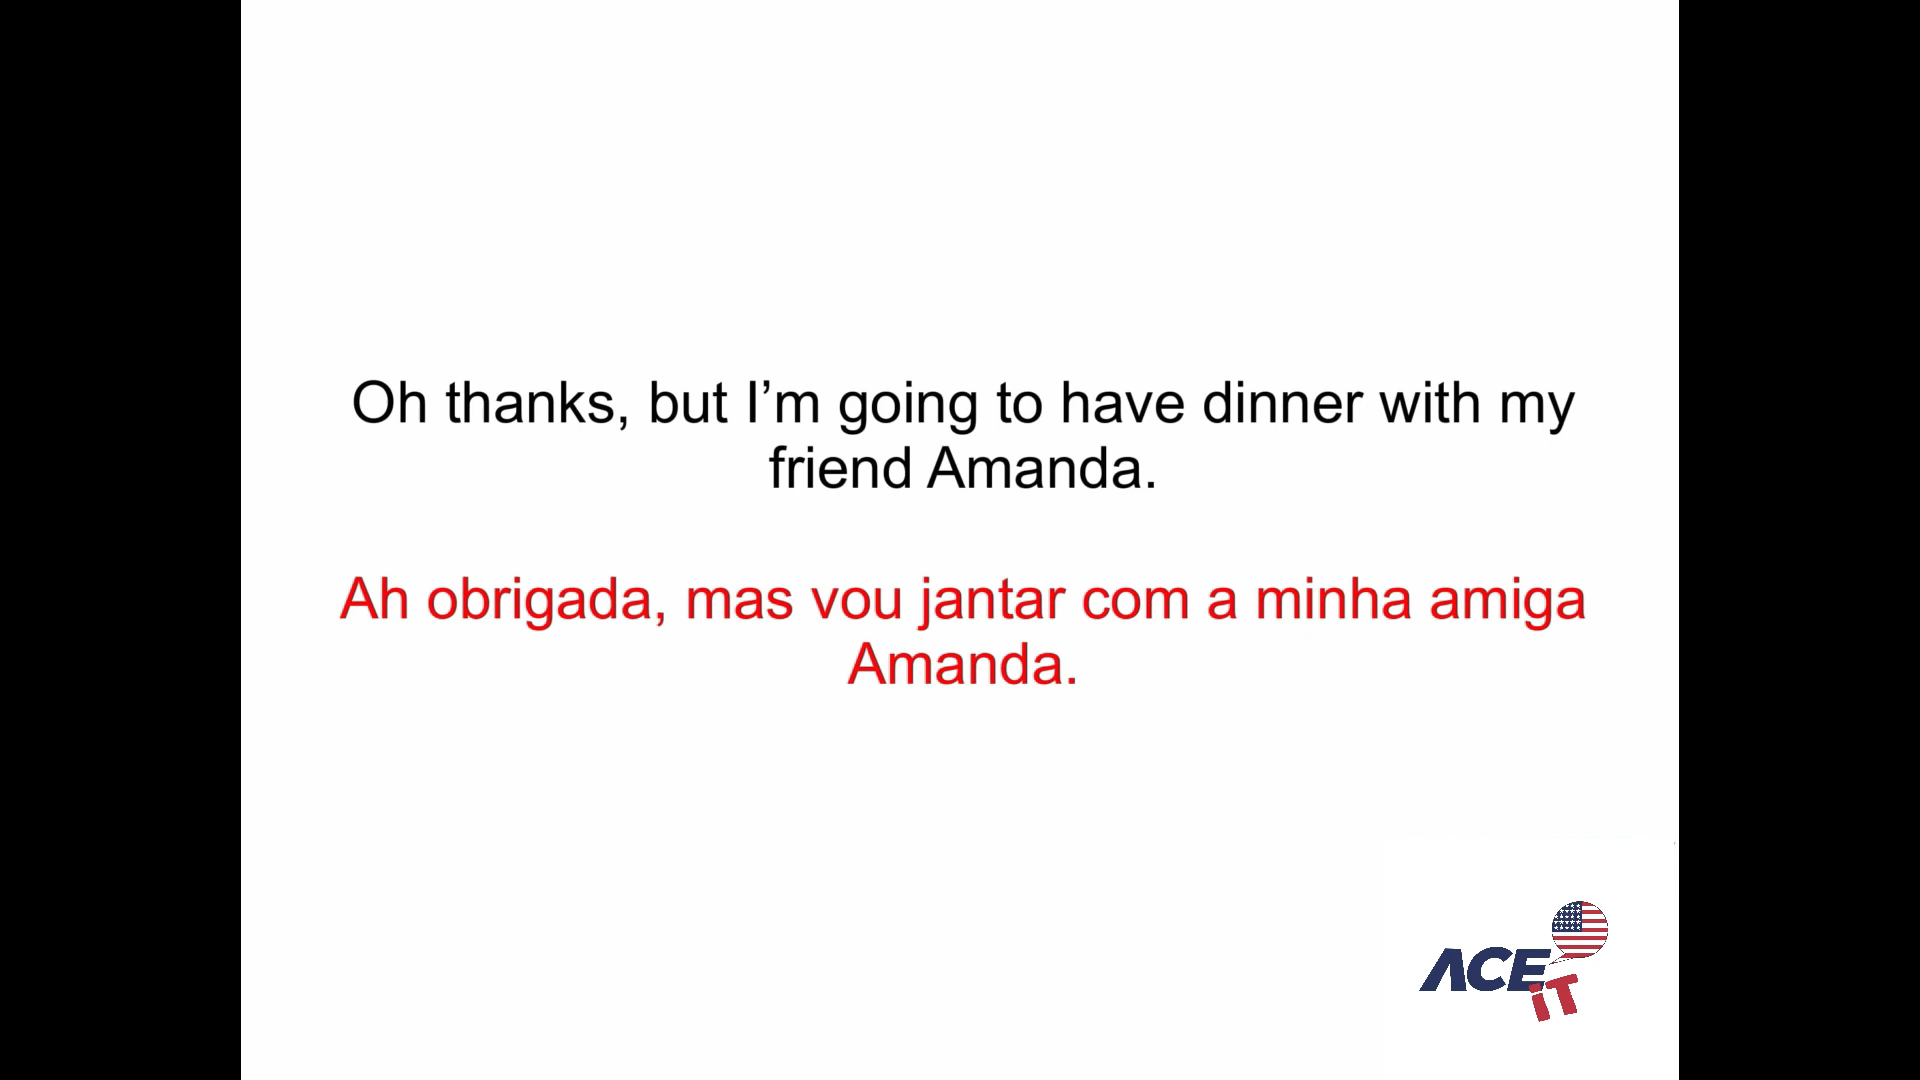 Oh thanks, but I’m going to have dinner with my
friend Amanda.
Ah obrigada, mas vou jantar com a minha amiga
Amanda.
ACE
iT